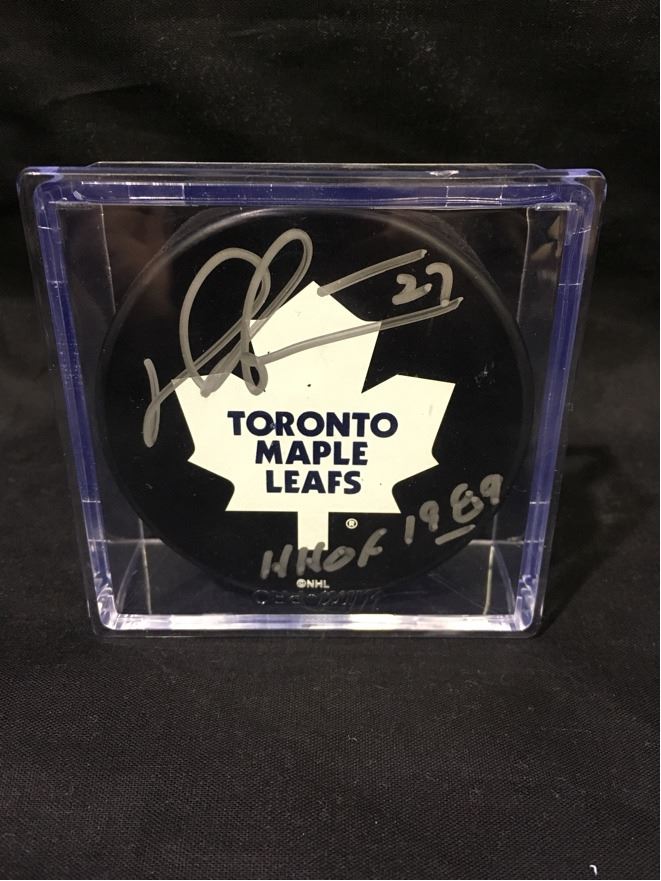 27
TORONTO
MAPLE
LEAFS
®
HHOF 1989
©NHL